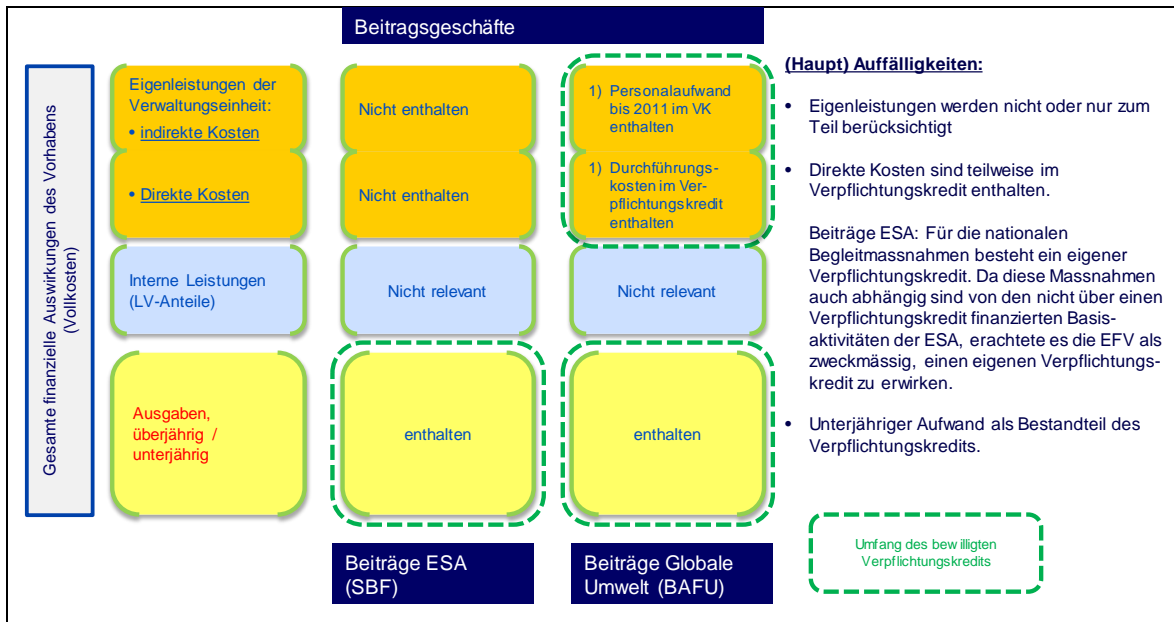 Beitragsgeschäfte
Gesamte finanzielle Auswirkungen des Vorhabens
(Vollkosten)
Eigenleistungen der
Verwaltungseinheit:
• indirekte Kosten
Nicht enthalten
1) Personalaufwand
bis 2011 im VK
enthalten
• Direkte Kosten
Nicht enthalten
1) Durchführungs-
kosten im Ver-
pflichtungskredit
enthalten
Interne Leistungen
(LV-Anteile)
Nicht relevant
Nicht relevant
Ausgaben,
überjährig /
unterjährig
enthalten
enthalten
Beiträge ESA
(SBF)
Beiträge Globale
Umwelt (BAFU)
(Haupt) Auffälligkeiten:
• Eigenleistungen werden nicht oder nur zum
Teil berücksichtigt
• Direkte Kosten sind teilweise im
Verpflichtungskredit enthalten.
Beiträge ESA: Für die nationalen
Begleitmassnahmen besteht ein eigener
Verpflichtungskredit. Da diese Massnahmen
auch abhängig sind von den nicht über einen
Verpflichtungskredit finanzierten Basis-
aktivitäten der ESA, erachtete es die EFV als
zweckmässig, einen eigenen Verpflichtungs-
kredit zu erwirken.
• Unterjähriger Aufwand als Bestandteil des
Verpflichtungskredits.
Umfang des bewilligten
Verpflichtungskredits